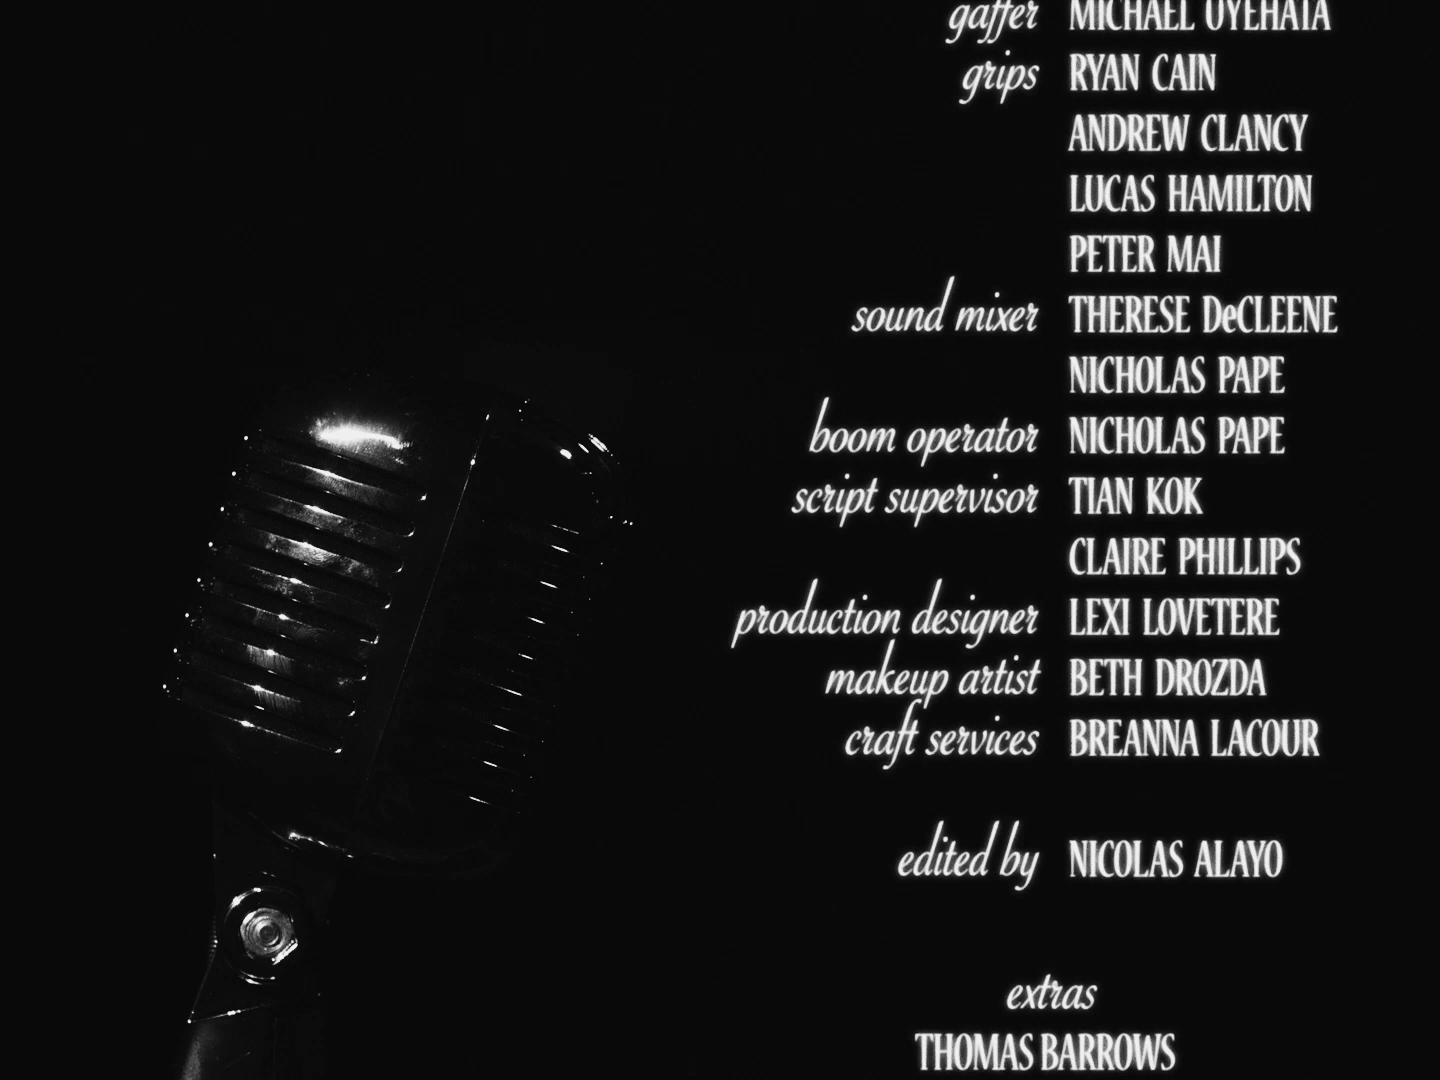 gaffer MICHAEL UYEHATA
grips RYAN CAIN
ANDREW CLANCY
LUCAS HAMILTON
PETER MAI
sound mixer THERESE DeCLEENE
NICHOLAS PAPE
boom operator NICHOLAS PAPE
script supervisor TIAN KOK
CLAIRE PHILLIPS
production designer LEXI LOVETERE
makeup artist BETH DROZDA
craft services BREANNA LACOUR
edited by NICOLAS ALAYO
extras
THOMAS BARROWS